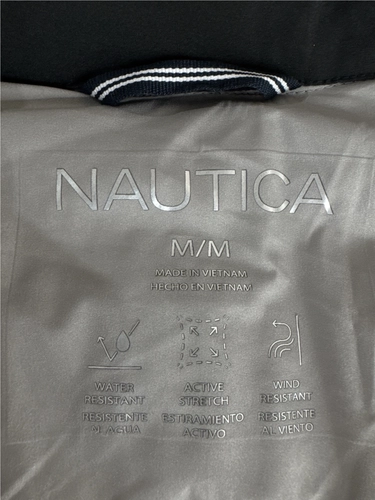 NAUTICA
M/M
MADE IN VIETNAM
HECHO EN VIETNAM
WATER
RESISTANT
RESISTENTE
AL AGUA
ACTIVE
STRETCH
ESTIRAMIENTO
ACTIVO
WIND
RESISTANT
RESISTENTE
AL VIENTO